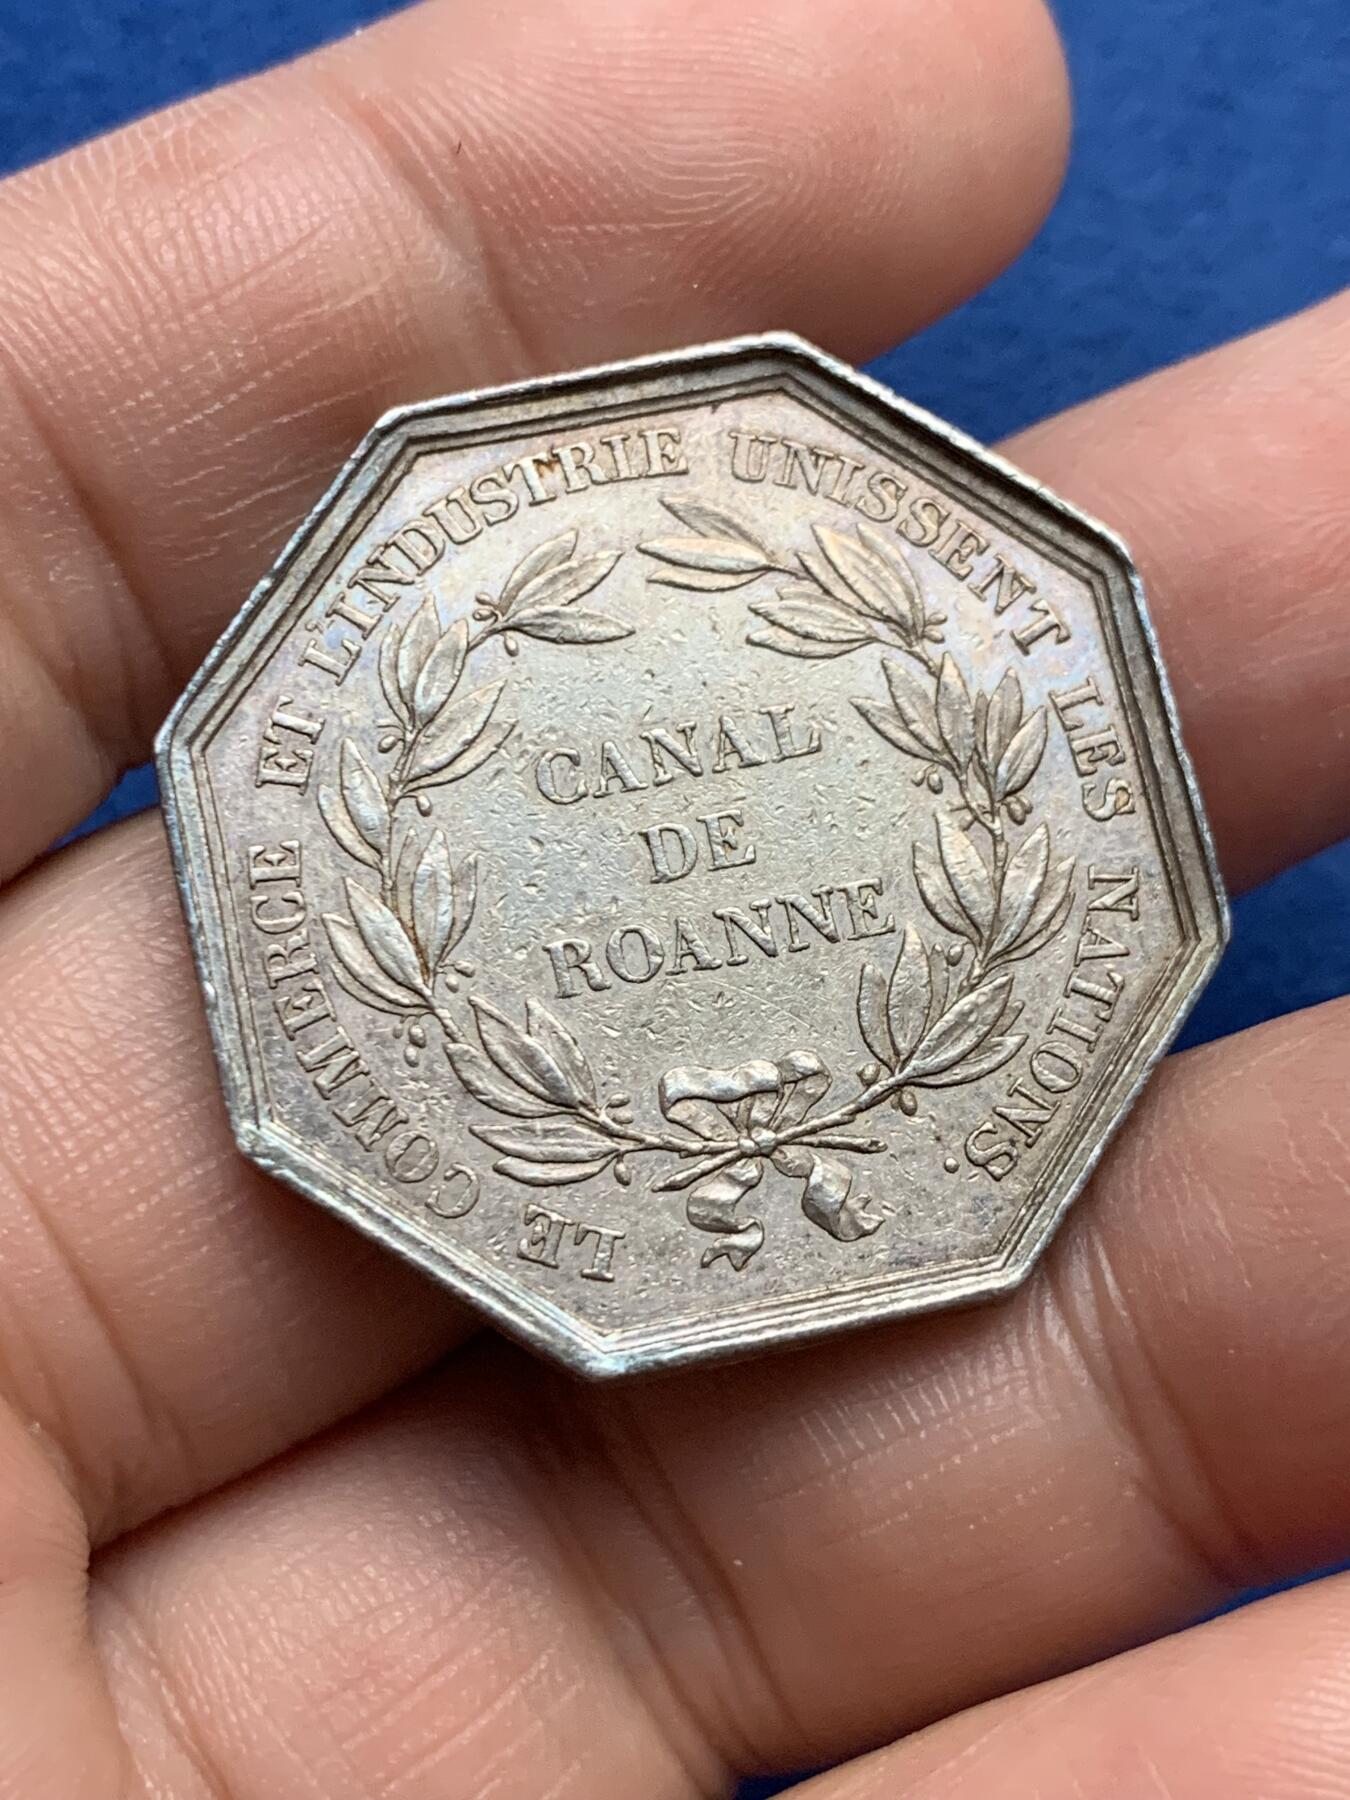 LE COMMERCE ET L'INDUSTRIE UNISSENT LES NATIONS.
CANAL
DE
ROANNE